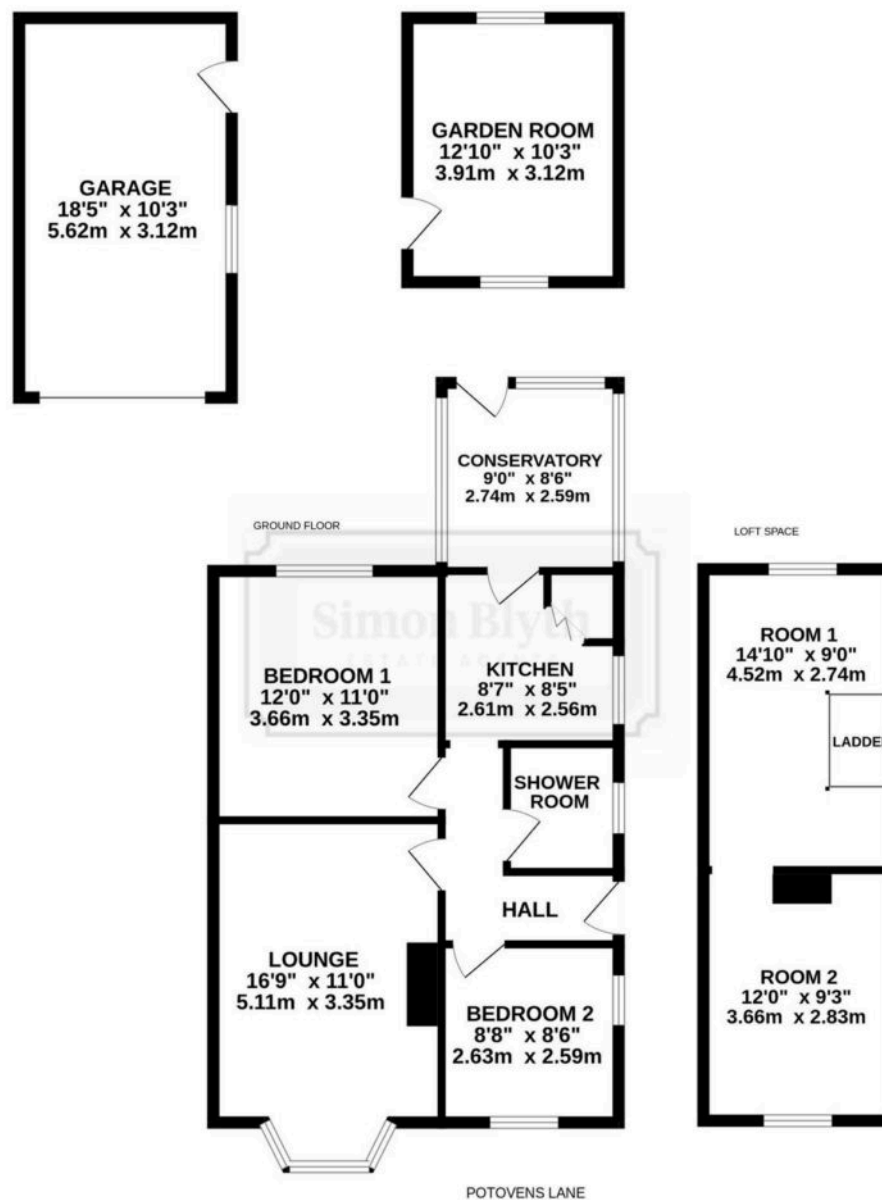 GARAGE
18'5" x 10'3"
5.62m x 3.12m
GARDEN ROOM
12'10" x 10'3"
3.91m x 3.12m
CONSERVATORY
9'0" x 8'6"
2.74m x 2.59m
GROUND FLOOR
LOFT SPACE
Simon Blyth
ESTATE AGENTS
BEDROOM 1
12'0" x 11'0"
3.66m x 3.35m
KITCHEN
8'7" x 8'5"
2.61m x 2.56m
SHOWER
ROOM
HALL
LOUNGE
16'9" x 11'0"
5.11m x 3.35m
BEDROOM 2
8'8" x 8'6"
2.63m x 2.59m
ROOM 1
14'10" x 9'0"
4.52m x 2.74m
LADDE
ROOM 2
12'0" x 9'3"
3.66m x 2.83m
POTOVENS LANE